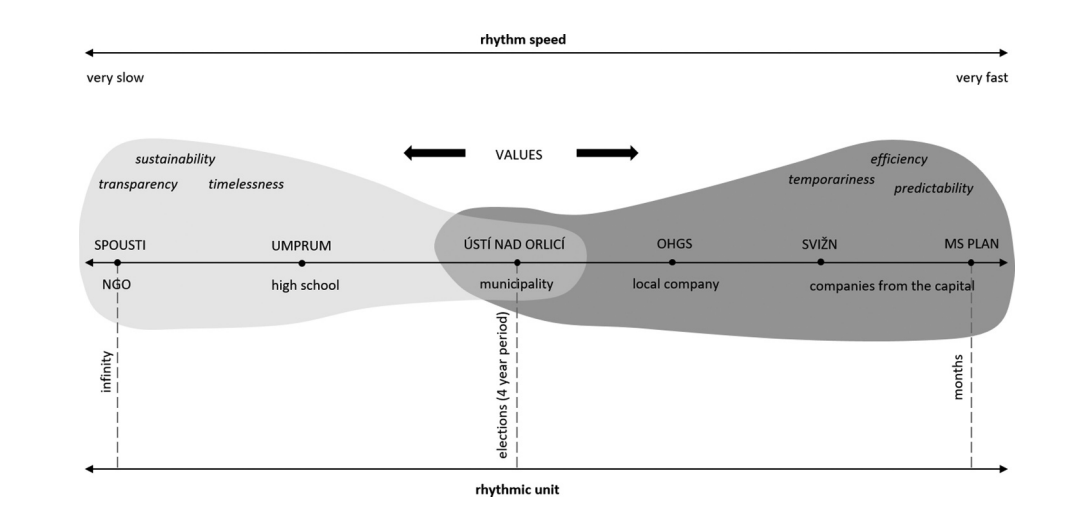 rhythm speed
very slow
very fast
VALUES
sustainability
transparency
timelessness
efficiency
temporariness
predictability
SPOUSTI
UMPRUM
ÚSTÍ NAD ORLICÍ
OHGS
SVIŽN
MS PLAN
NGO
high school
municipality
local company
companies from the capital
infinity
elections (4 year period)
months
rhythmic unit